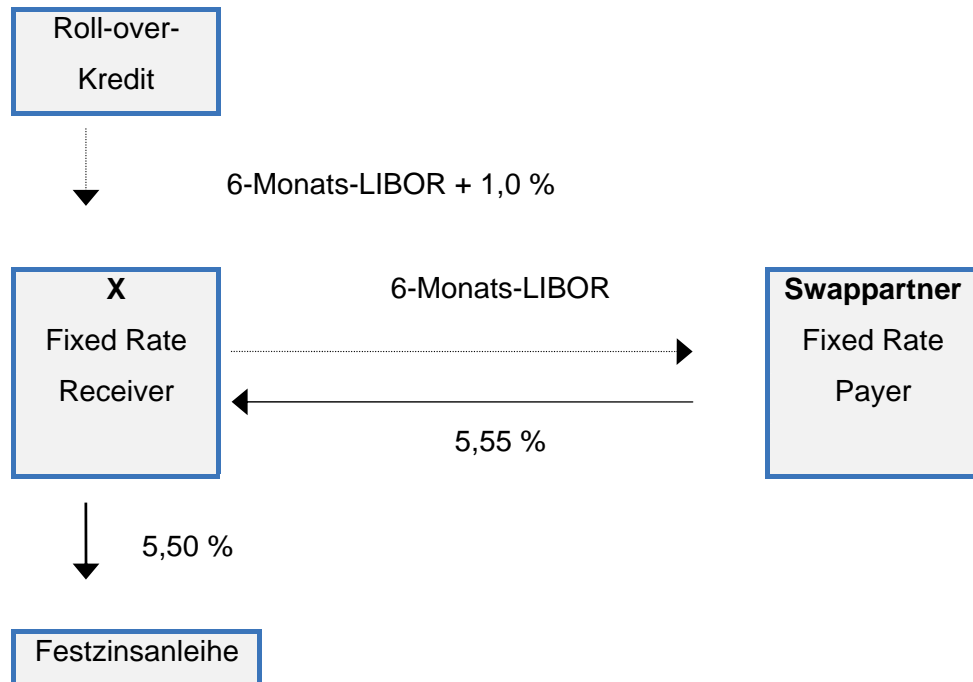 Roll-over-
Kredit
6-Monats-LIBOR + 1,0 %
X
Fixed Rate
Receiver
6-Monats-LIBOR
5,55 %
Swappartner
Fixed Rate
Payer
5,50 %
Festzinsanleihe